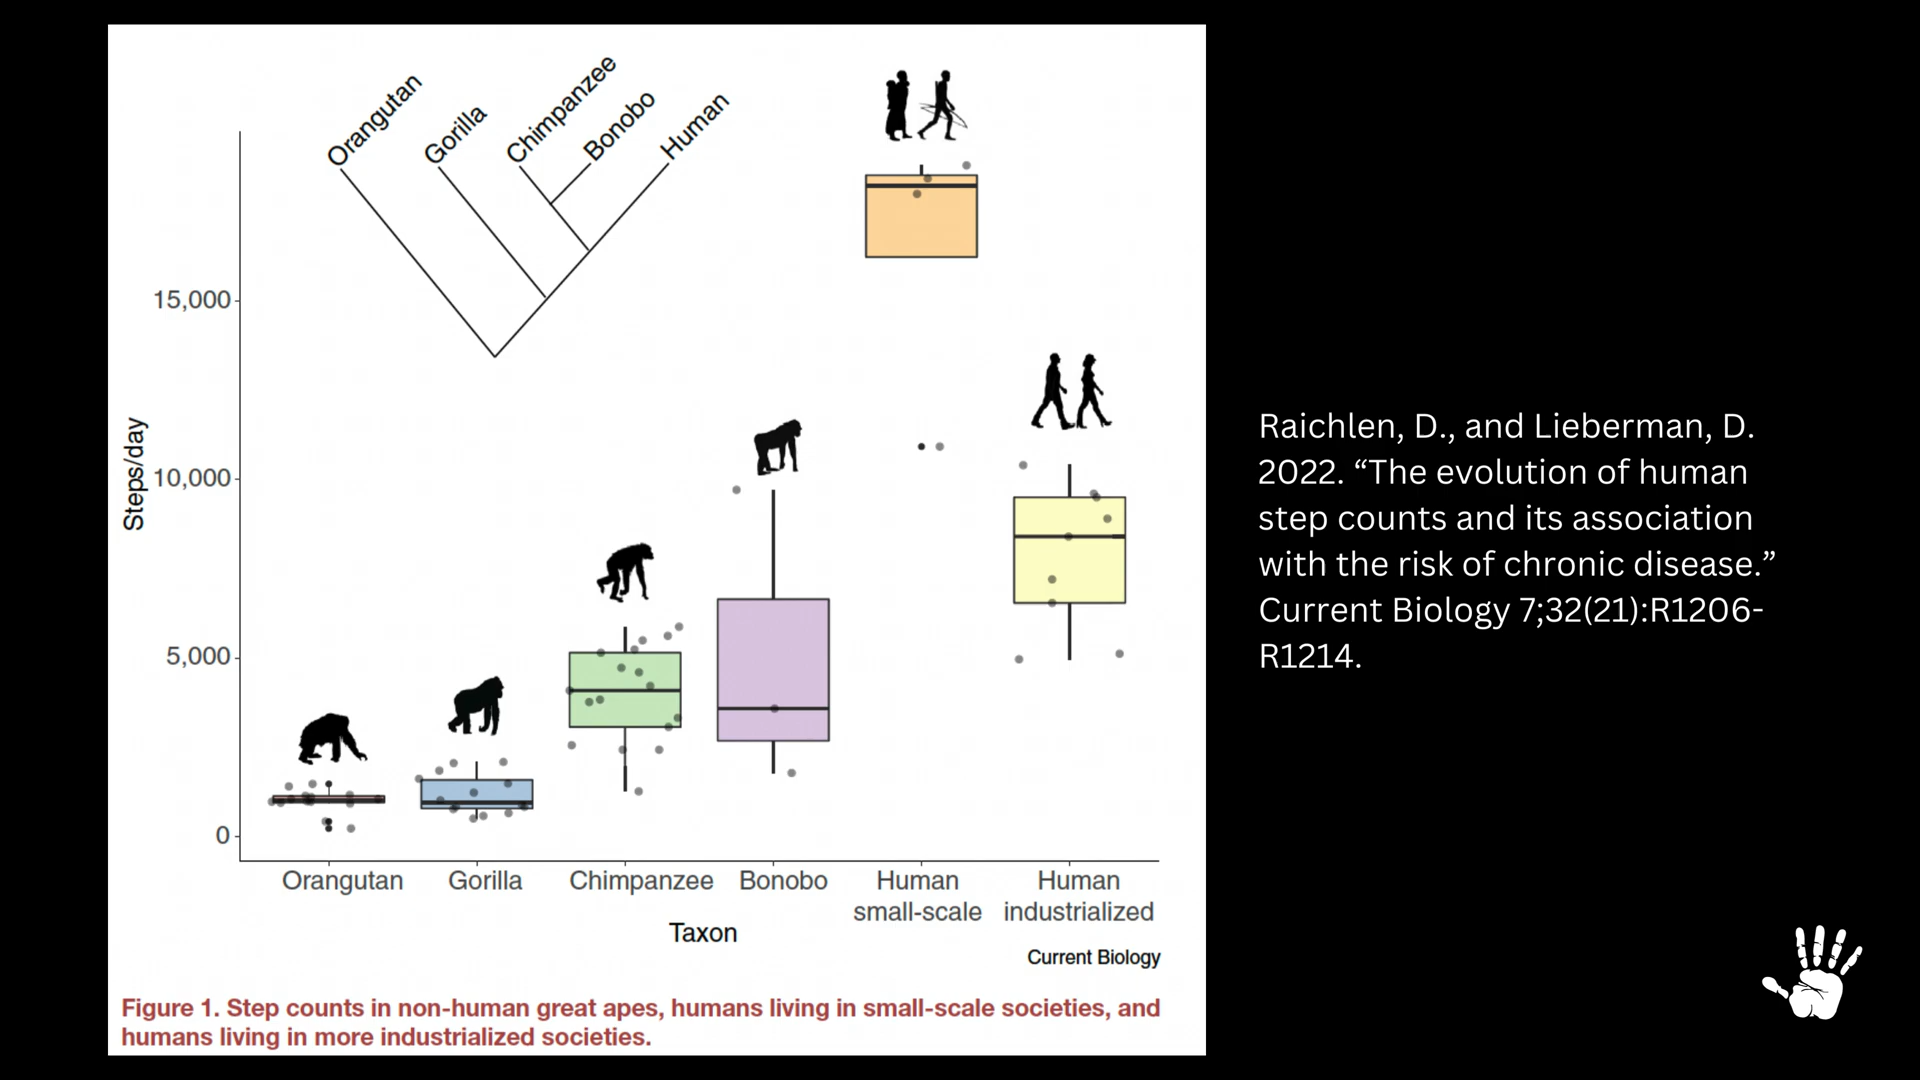 Orangutan
Gorilla
Chimpanzee
Bonobo
Human
15,000
10,000
5,000
0
Steps/day
Orangutan
Gorilla
Chimpanzee
Bonobo
Human
small-scale
Human
industrialized
Taxon
Current Biology
Figure 1. Step counts in non-human great apes, humans living in small-scale societies, and
humans living in more industrialized societies.
Raichlen, D., and Lieberman, D.
2022. “The evolution of human
step counts and its association
with the risk of chronic disease.”
Current Biology 7;32(21):R1206-
R1214.